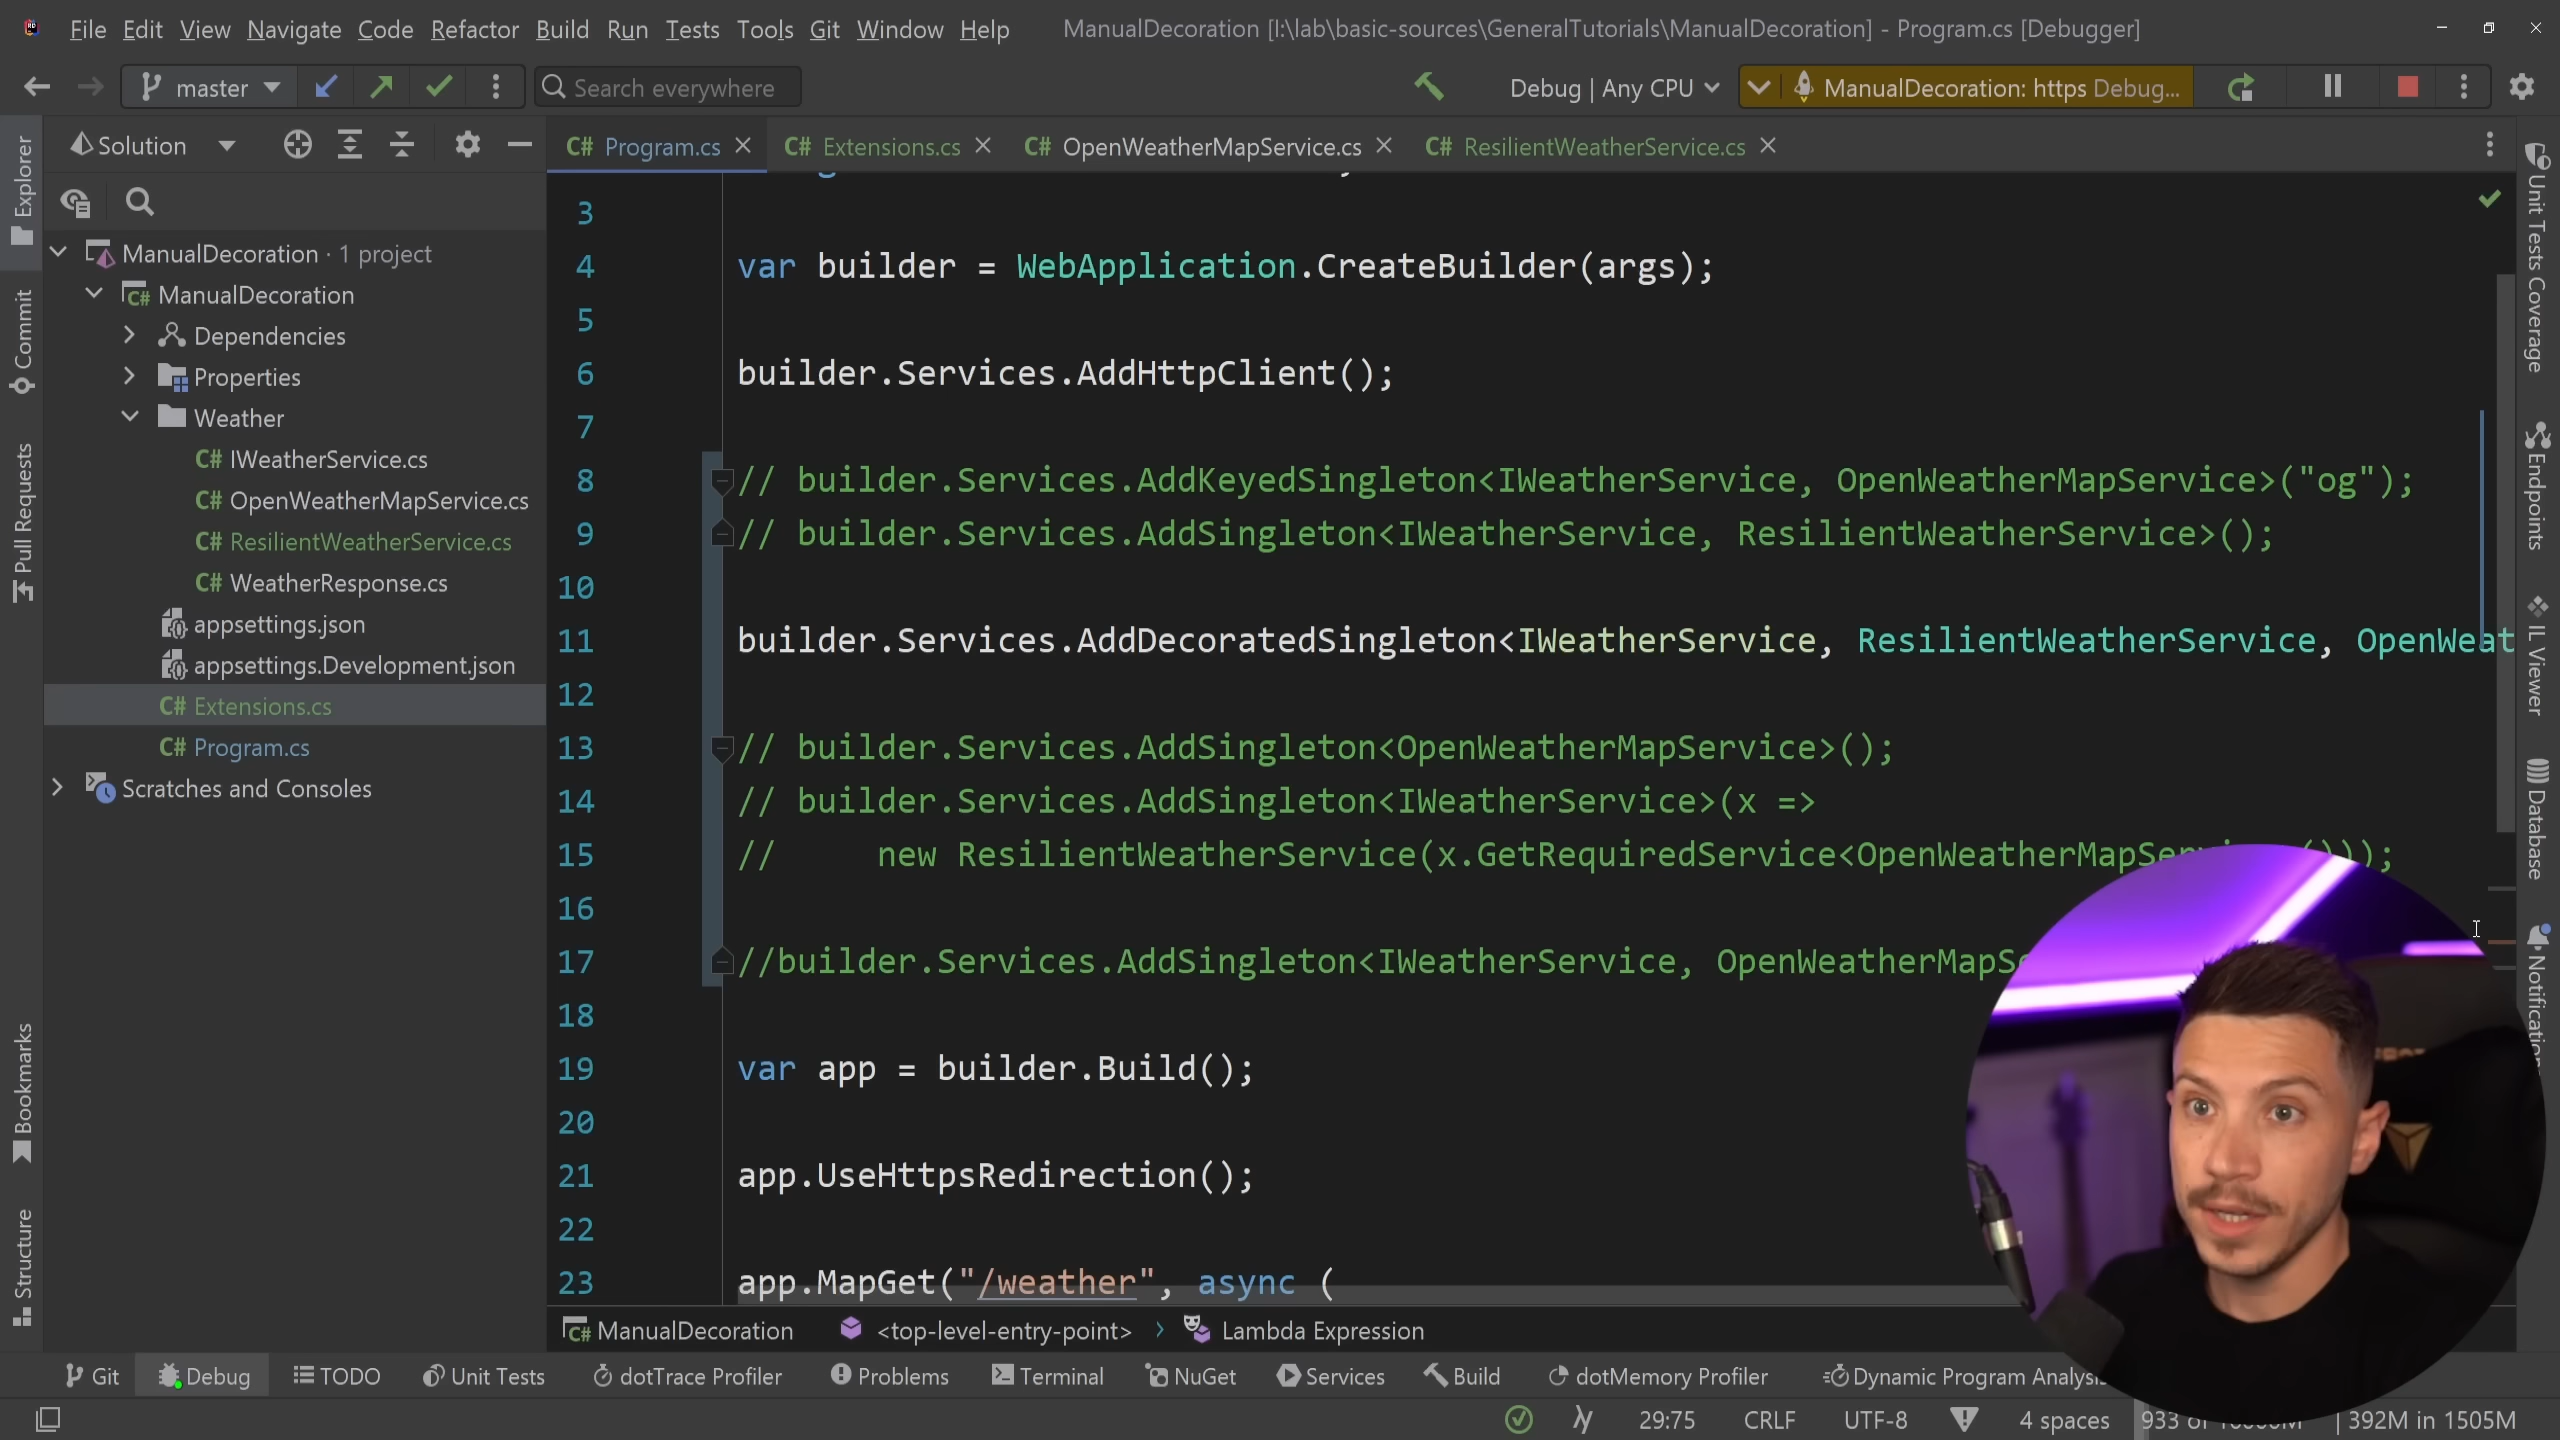 File Edit View Navigate Code Refactor Build Run Tests Tools Git Window Help
ManualDecoration [I:\lab\basic-sources\GeneralTutorials\ManualDecoration] - Program.cs [Debugger]
master
Search everywhere
Debug | Any CPU
ManualDecoration: https Debug...
Explorer
Commit
Pull Requests
Bookmarks
Structure
Solution
ManualDecoration · 1 project
C# ManualDecoration
Dependencies
Properties
Weather
C# IWeatherService.cs
C# OpenWeatherMapService.cs
C# ResilientWeatherService.cs
C# WeatherResponse.cs
appsettings.json
appsettings.Development.json
C# Extensions.cs
C# Program.cs
Scratches and Consoles
C# Program.cs
C# Extensions.cs
C# OpenWeatherMapService.cs
C# ResilientWeatherService.cs
3
4 var builder = WebApplication.CreateBuilder(args);
5
6 builder.Services.AddHttpClient();
7
8 // builder.Services.AddKeyedSingleton<IWeatherService, OpenWeatherMapService>("og");
9 // builder.Services.AddSingleton<IWeatherService, ResilientWeatherService>();
10
11 builder.Services.AddDecoratedSingleton<IWeatherService, ResilientWeatherService, OpenWeat
12
13 // builder.Services.AddSingleton<OpenWeatherMapService>();
14 // builder.Services.AddSingleton<IWeatherService>(x =>
15 //     new ResilientWeatherService(x.GetRequiredService<OpenWeatherMapSer
16
17 //builder.Services.AddSingleton<IWeatherService, OpenWeatherMapS
18
19 var app = builder.Build();
20
21 app.UseHttpsRedirection();
22
23 app.MapGet("/weather", async (
Unit Tests Coverage
Endpoints
IL Viewer
Database
Notification
C# ManualDecoration <top-level-entry-point> › Lambda Expression
Git Debug TODO Unit Tests dotTrace Profiler Problems Terminal NuGet Services Build dotMemory Profiler Dynamic Program Analysis
29:75 CRLF UTF-8 4 spaces 933 of 392M in 1505M